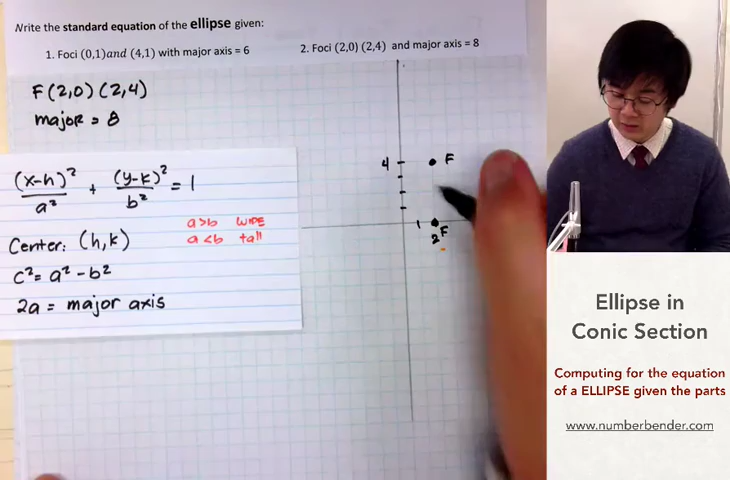 Write the standard equation of the ellipse given:
1. Foci (0,1)and (4,1) with major axis = 6
2. Foci (2,0) (2,4) and major axis = 8
F(2,0) (2,4)
major = 8
(x-h)² / a² + (y-k)² / b² = 1
a>b WIDE
a<b tall
Center: (h,k)
c² = a² - b²
2a = major axis
4 F
1 F
2
Ellipse in
Conic Section
Computing for the equation
of a ELLIPSE given the parts
www.numberbender.com